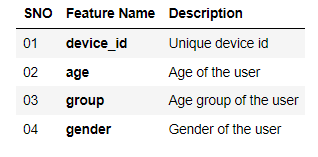 SNO Feature Name Description
01 device_id Unique device id
02 age Age of the user
03 group Age group of the user
04 gender Gender of the user